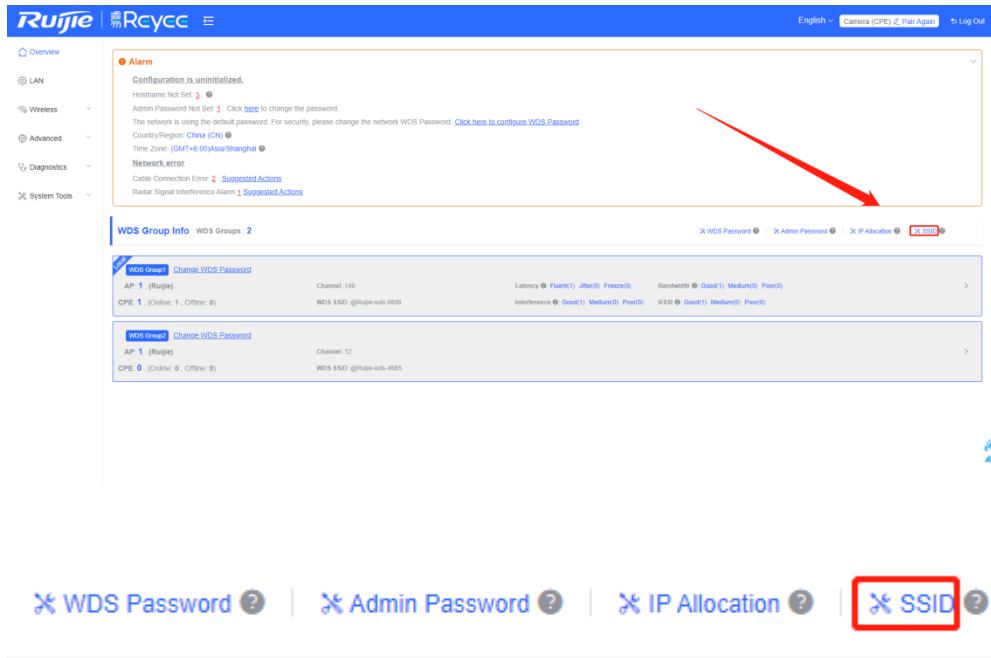 Ruijie 睿易 Reyee English Camera (CPE) Pair Again Log Out
Overview
LAN
Wireless
Advanced
Diagnostics
System Tools
Alarm
Configuration is uninitialized.
Hostname Not Set: 3 .
Admin Password Not Set: 1 . Click here to change the password.
The network is using the default password. For security, please change the network WDS Password. Click here to configure WDS Password
Country/Region: China (CN)
Time Zone: (GMT+8:00)Asia/Shanghai
Network error
Cable Connection Error: 2 . Suggested Actions
Radar Signal Interference Alarm 1 Suggested Actions
WDS Group Info WDS Groups 2 WDS Password Admin Password IP Allocation SSID
Local
WDS Group1 Change WDS Password
AP: 1 . (Ruijie) Channel :149 Latency : Fluent(1) Jitter(0) Freeze(0) Bandwidth : Good(1) Medium(0) Poor(0)
CPE: 1 . (Online: 1 , Offline: 0) WDS SSID :@Ruijie-wds-0808 Interference : Good(1) Medium(0) Poor(0) RSSI : Good(1) Medium(0) Poor(0)
WDS Group2 Change WDS Password
AP: 1 . (Ruijie) Channel :12
CPE: 0 . (Online: 0 , Offline: 0) WDS SSID :@Ruijie-wds-4665
WDS Password ? Admin Password ? IP Allocation ? SSID ?